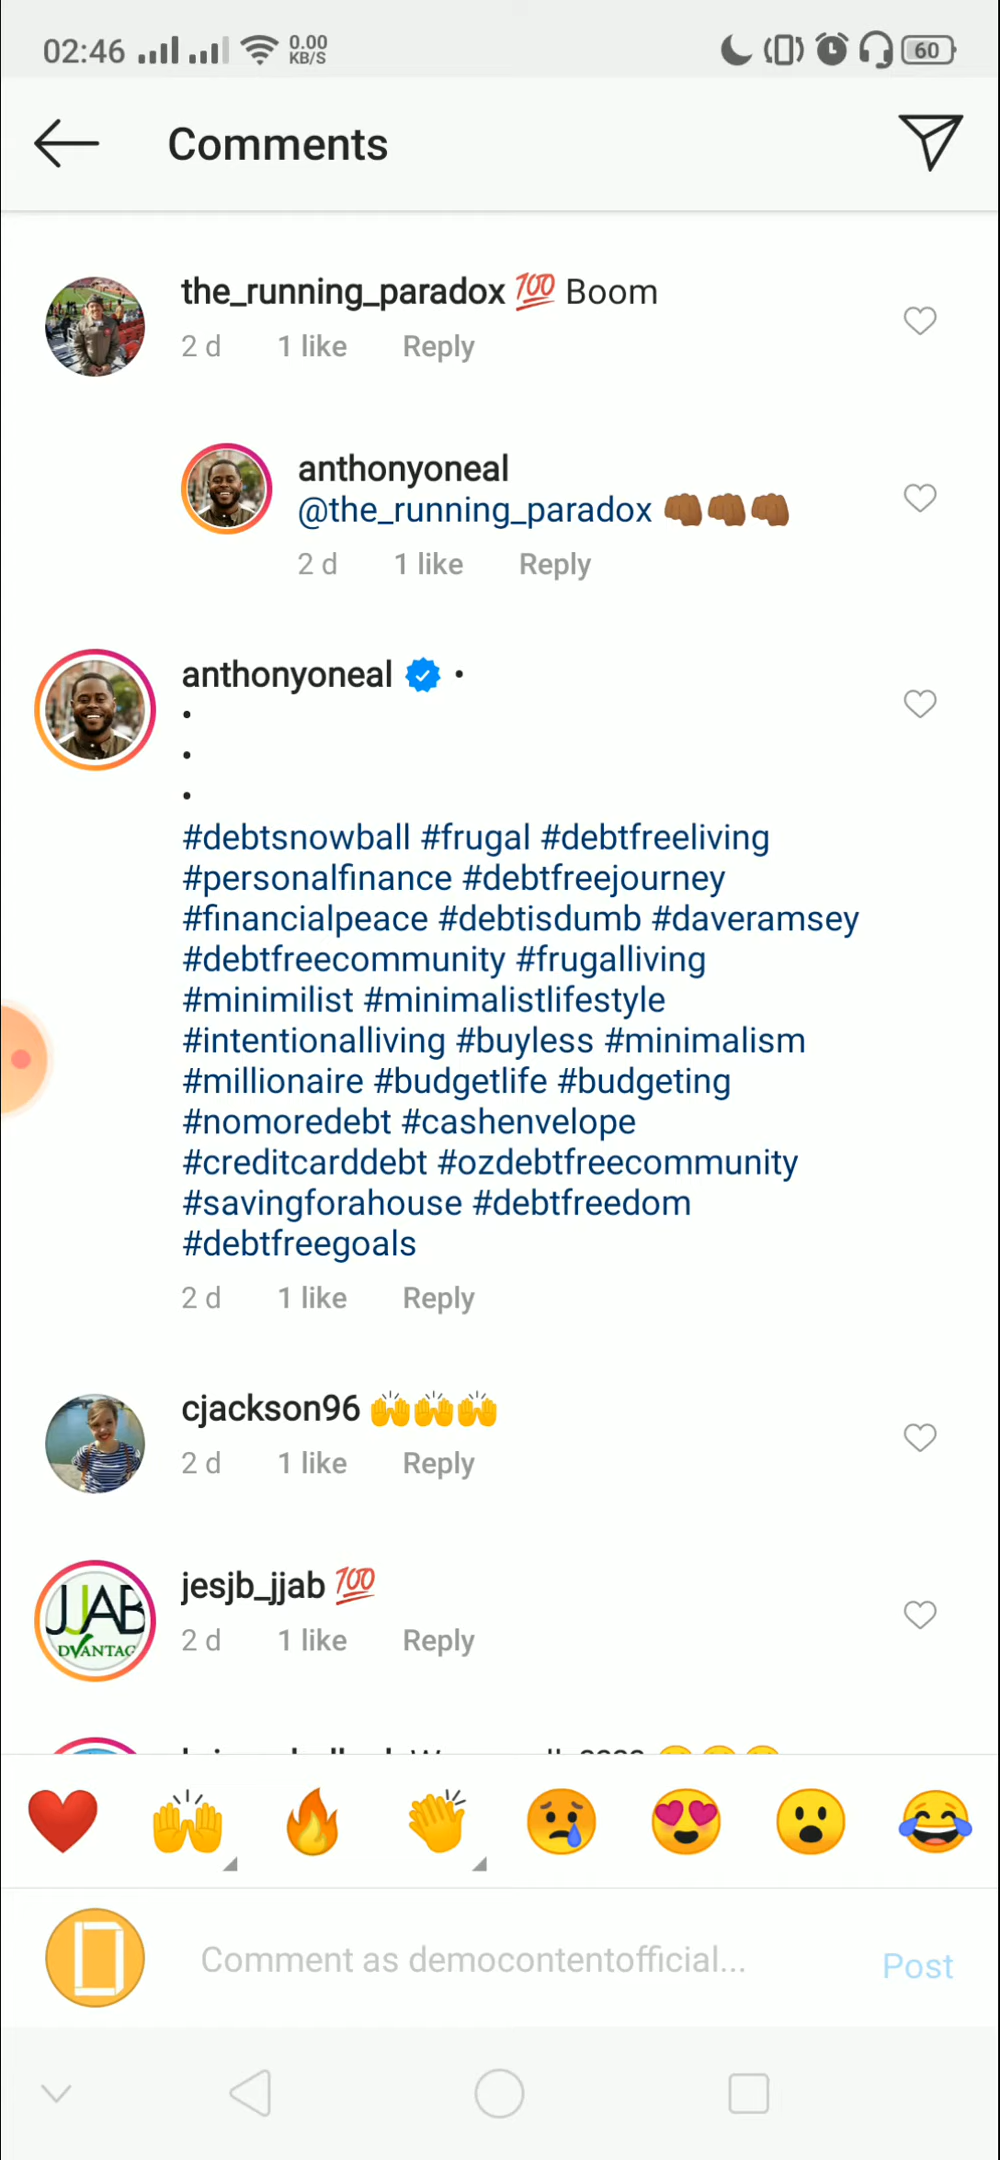 02:46 0.00 KB/S 60
Comments
the_running_paradox 💯 Boom
2 d 1 like Reply
anthonyoneal
@the_running_paradox 👊🏾👊🏾👊🏾
2 d 1 like Reply
anthonyoneal •
•
•
•
#debtsnowball #frugal #debtfreeliving
#personalfinance #debtfreejourney
#financialpeace #debtisdumb #daveramsey
#debtfreecommunity #frugalliving
#minimilist #minimalistlifestyle
#intentionalliving #buyless #minimalism
#millionaire #budgetlife #budgeting
#nomoredebt #cashenvelope
#creditcarddebt #ozdebtfreecommunity
#savingforahouse #debtfreedom
#debtfreegoals
2 d 1 like Reply
cjackson96 🙌🙌🙌
2 d 1 like Reply
JJAB
DVANTAG
jesjb_jjab 💯
2 d 1 like Reply
❤️ 🙌 🔥 👏 😢 😍 😮 😂
Comment as democontentofficial... Post